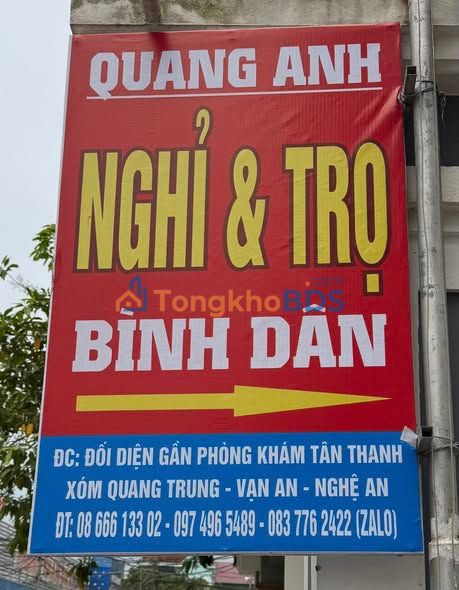 QUANG ANH
NGHỈ & TRỌ
TongkhoBDS
.com
BÌNH DÂN
ĐC: ĐỐI DIỆN GẦN PHÒNG KHÁM TÂN THANH
XÓM QUANG TRUNG - VẠN AN - NGHỆ AN
ĐT: 08 666 133 02 - 097 496 5489 - 083 776 2422 (ZALO)